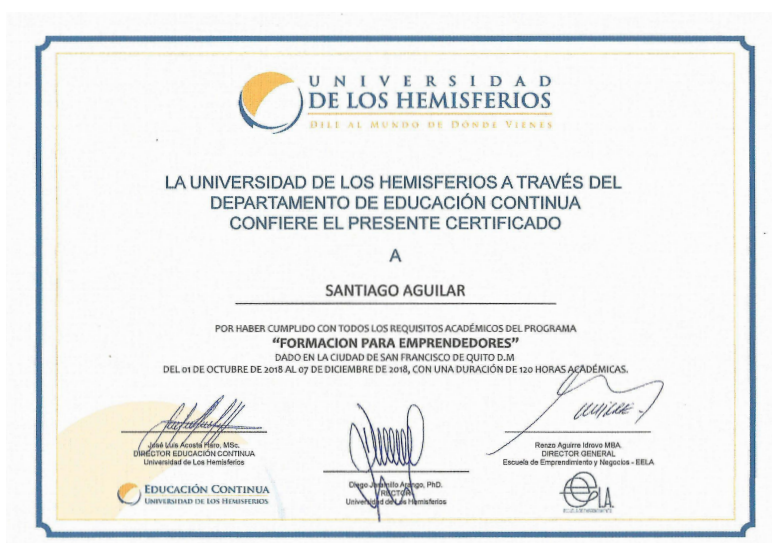 UNIVERSIDAD
DE LOS HEMISFERIOS
DILE AL MUNDO DE DÓNDE VIENES
LA UNIVERSIDAD DE LOS HEMISFERIOS A TRAVÉS DEL
DEPARTAMENTO DE EDUCACIÓN CONTINUA
CONFIERE EL PRESENTE CERTIFICADO
A
SANTIAGO AGUILAR
POR HABER CUMPLIDO CON TODOS LOS REQUISITOS ACADÉMICOS DEL PROGRAMA
“FORMACION PARA EMPRENDEDORES”
DADO EN LA CIUDAD DE SAN FRANCISCO DE QUITO D.M
DEL 01 DE OCTUBRE DE 2018 AL 07 DE DICIEMBRE DE 2018, CON UNA DURACIÓN DE 120 HORAS ACADÉMICAS.
José Luis Acosta Haro, MSc.
DIRECTOR EDUCACIÓN CONTINUA
Universidad de Los Hemisferios
Diego Jaramillo Arango, PhD.
RECTOR
Universidad de Los Hemisferios
Renzo Aguirre Idrovo MBA.
DIRECTOR GENERAL
Escuela de Emprendimiento y Negocios - EELA
EDUCACIÓN CONTINUA
UNIVERSIDAD DE LOS HEMISFERIOS